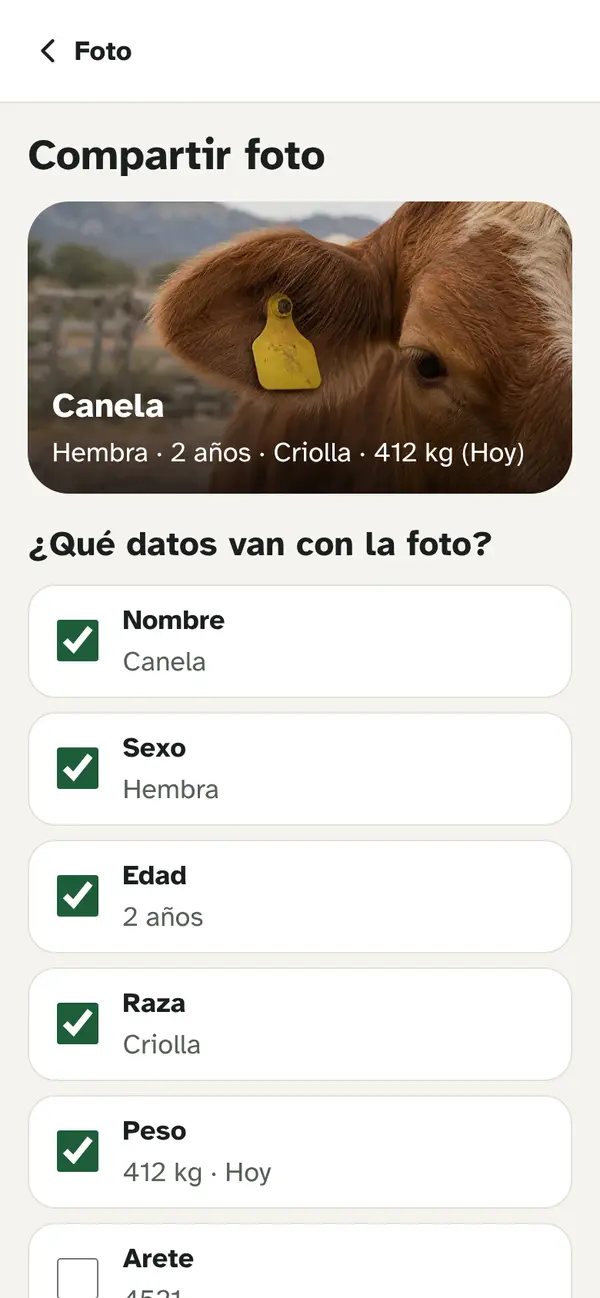 Foto
Compartir foto
Canela
Hembra · 2 años · Criolla · 412 kg (Hoy)
¿Qué datos van con la foto?
Nombre
Canela
Sexo
Hembra
Edad
2 años
Raza
Criolla
Peso
412 kg · Hoy
Arete